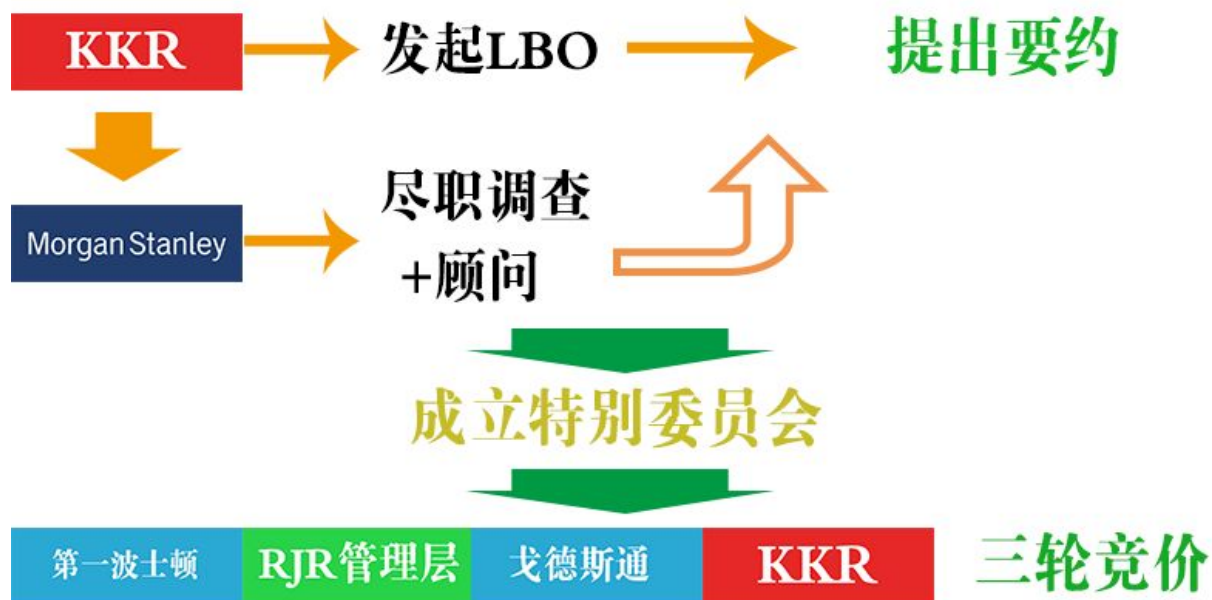 KKR 发起LBO 提出要约
Morgan Stanley
尽职调查
+顾问
成立特别委员会
第一波士顿 RJR管理层 戈德斯通 KKR 三轮竞价